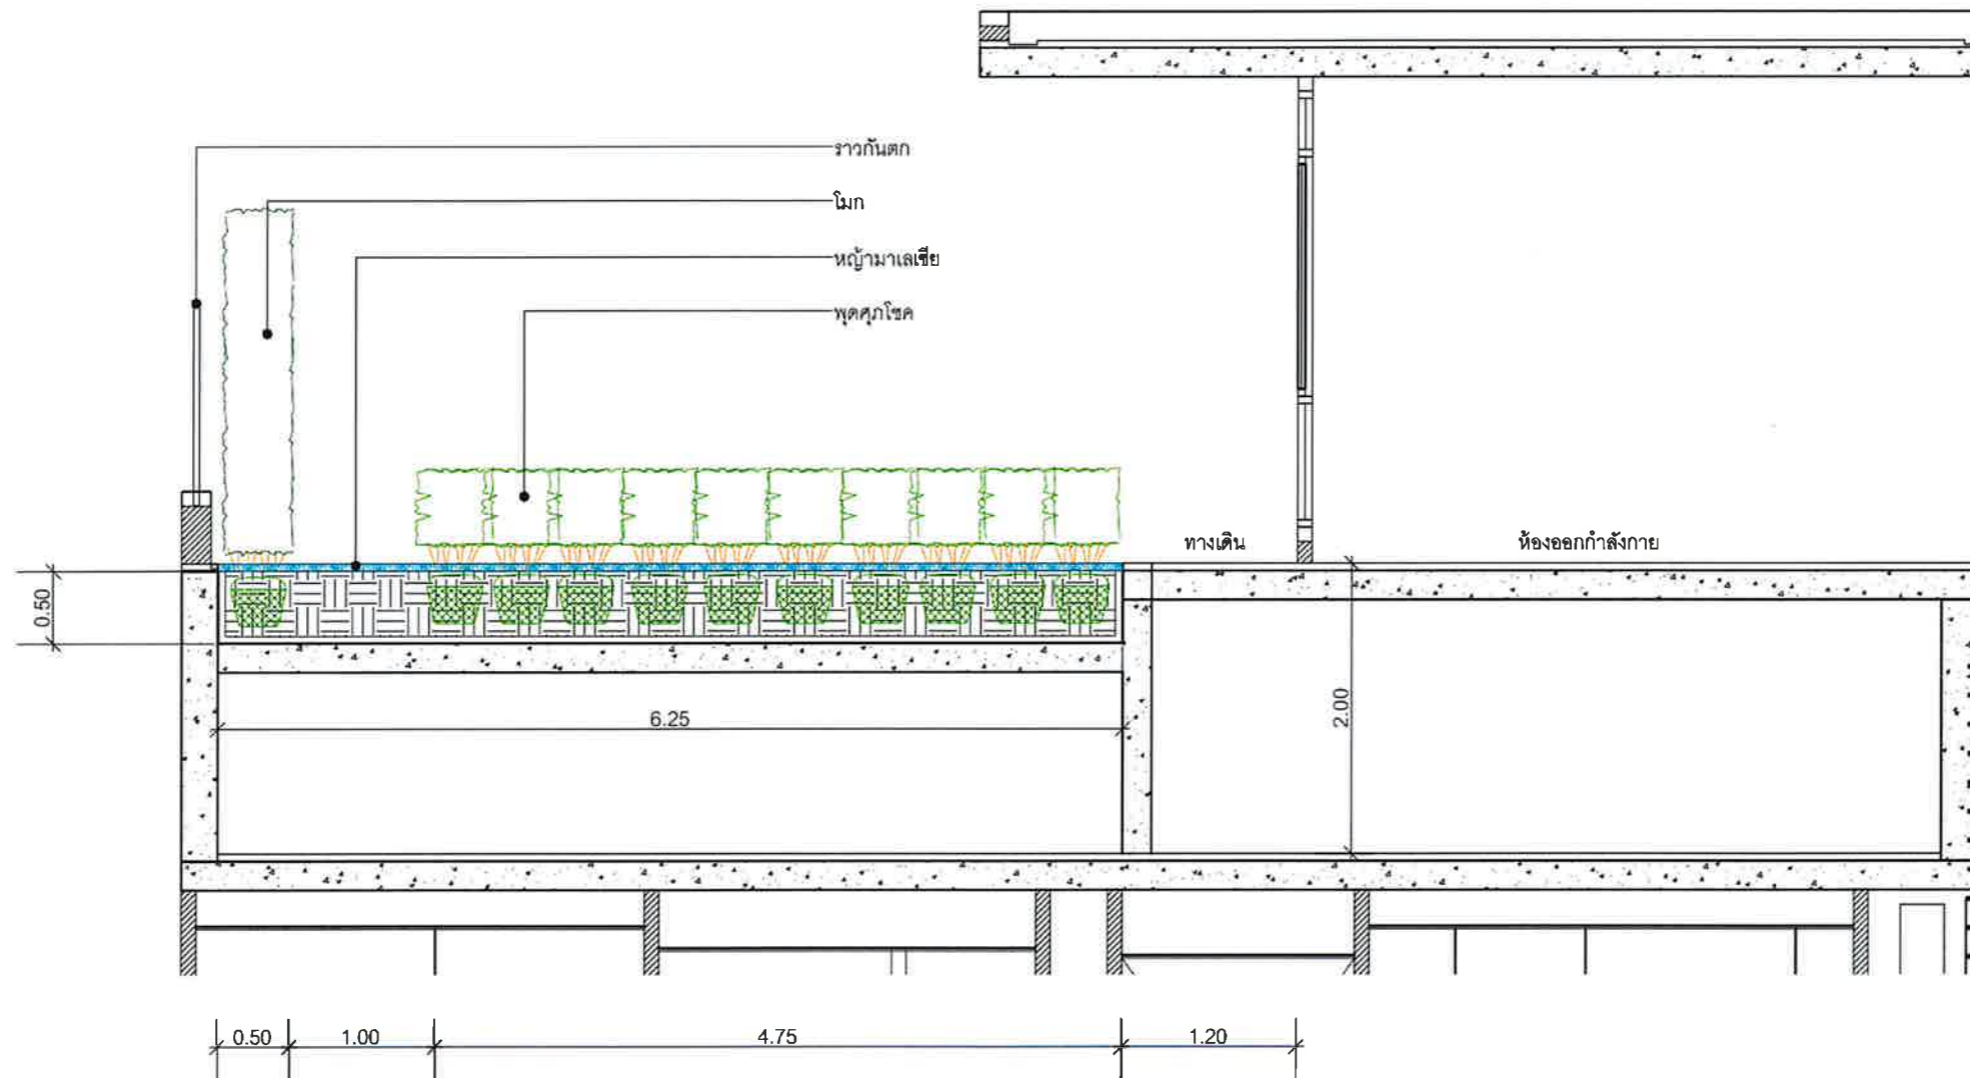 ราวกันตก
โมก
หญ้ามาเลเซีย
พุดศุภโชค
ทางเดิน
ห้องออกกำลังกาย
0.50
6.25
2.00
0.50
1.00
4.75
1.20